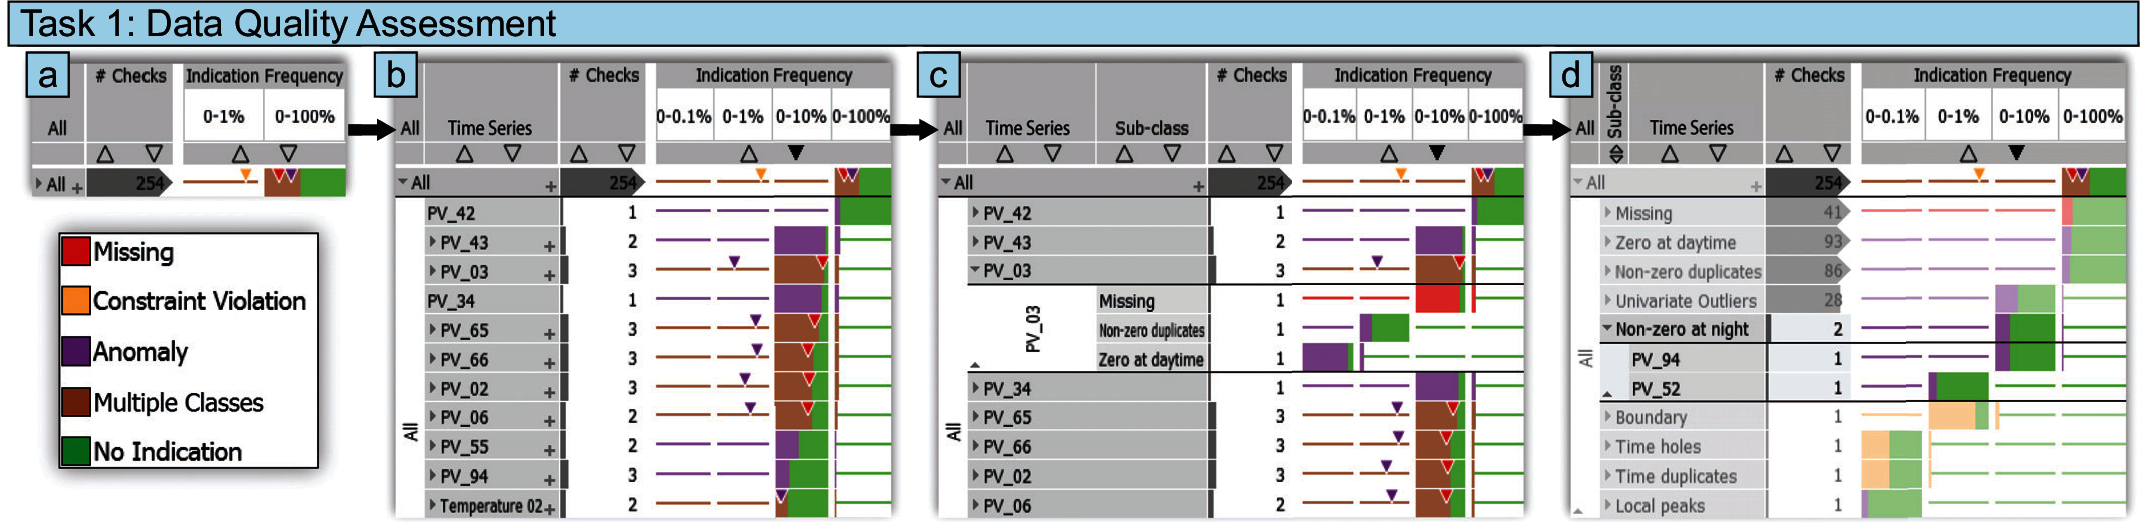 Task 1: Data Quality Assessment
a
# Checks
Indication Frequency
0-1%
0-100%
All
All +
254
Missing
Constraint Violation
Anomaly
Multiple Classes
No Indication
b
# Checks
Indication Frequency
0-0.1%
0-1%
0-10%
0-100%
All
Time Series
All + 254
All
PV_42 1
PV_43 + 2
PV_03 + 3
PV_34 1
PV_65 + 3
PV_66 + 3
PV_02 + 3
PV_06 + 2
PV_55 + 2
PV_94 + 3
Temperature 02 + 2
c
# Checks
Indication Frequency
0-0.1%
0-1%
0-10%
0-100%
All
Time Series
Sub-class
All + 254
All
PV_42 1
PV_43 2
PV_03 3
PV_03
Missing 1
Non-zero duplicates 1
Zero at daytime 1
PV_34 1
PV_65 3
PV_66 3
PV_02 3
PV_06 2
d
Sub-class
# Checks
Indication Frequency
0-0.1%
0-1%
0-10%
0-100%
All
Time Series
All + 254
All
Missing 41
Zero at daytime 93
Non-zero duplicates 86
Univariate Outliers 28
Non-zero at night 2
PV_94 1
PV_52 1
Boundary 1
Time holes 1
Time duplicates 1
Local peaks 1